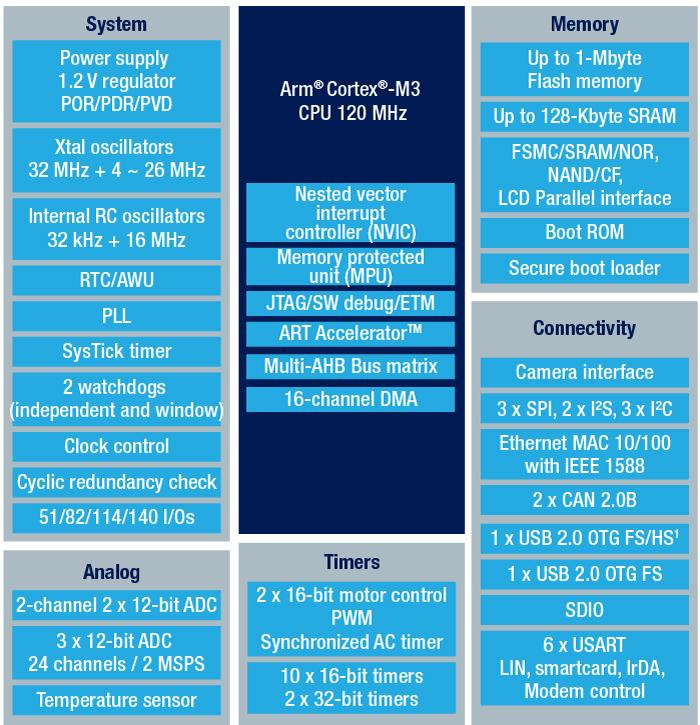 System
Power supply
1.2 V regulator
POR/PDR/PVD
Xtal oscillators
32 MHz + 4 ~ 26 MHz
Internal RC oscillators
32 kHz + 16 MHz
RTC/AWU
PLL
SysTick timer
2 watchdogs
(independent and window)
Clock control
Cyclic redundancy check
51/82/114/140 I/Os
Analog
2-channel 2 x 12-bit ADC
3 x 12-bit ADC
24 channels / 2 MSPS
Temperature sensor
Arm® Cortex®-M3
CPU 120 MHz
Nested vector
interrupt
controller (NVIC)
Memory protected
unit (MPU)
JTAG/SW debug/ETM
ART Accelerator™
Multi-AHB Bus matrix
16-channel DMA
Timers
2 x 16-bit motor control
PWM
Synchronized AC timer
10 x 16-bit timers
2 x 32-bit timers
Memory
Up to 1-Mbyte
Flash memory
Up to 128-Kbyte SRAM
FSMC/SRAM/NOR,
NAND/CF,
LCD Parallel interface
Boot ROM
Secure boot loader
Connectivity
Camera interface
3 x SPI, 2 x I²S, 3 x I²C
Ethernet MAC 10/100
with IEEE 1588
2 x CAN 2.0B
1 x USB 2.0 OTG FS/HS¹
1 x USB 2.0 OTG FS
SDIO
6 x USART
LIN, smartcard, IrDA,
Modem control